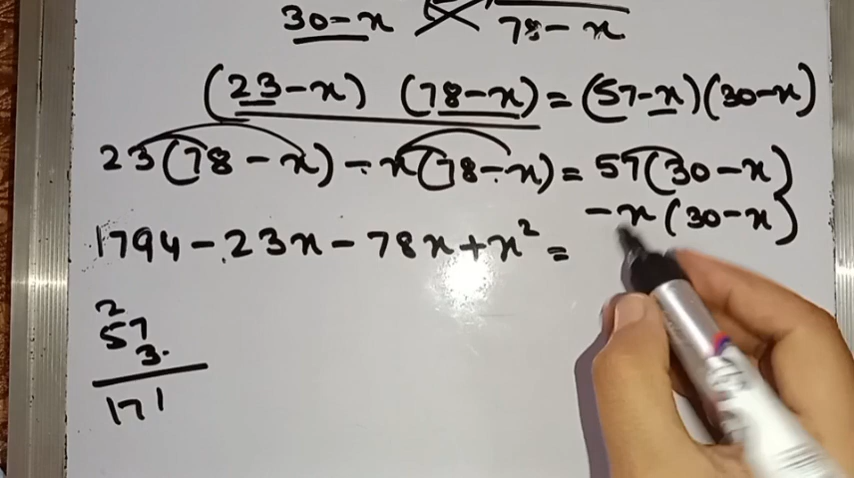 30-x 78-x
(23-x) (78-x) = (57-x)(30-x)
23(78-x) - x(78-x) = 57(30-x)
-x(30-x)
1794-23x-78x+x² =
2
57
3
171